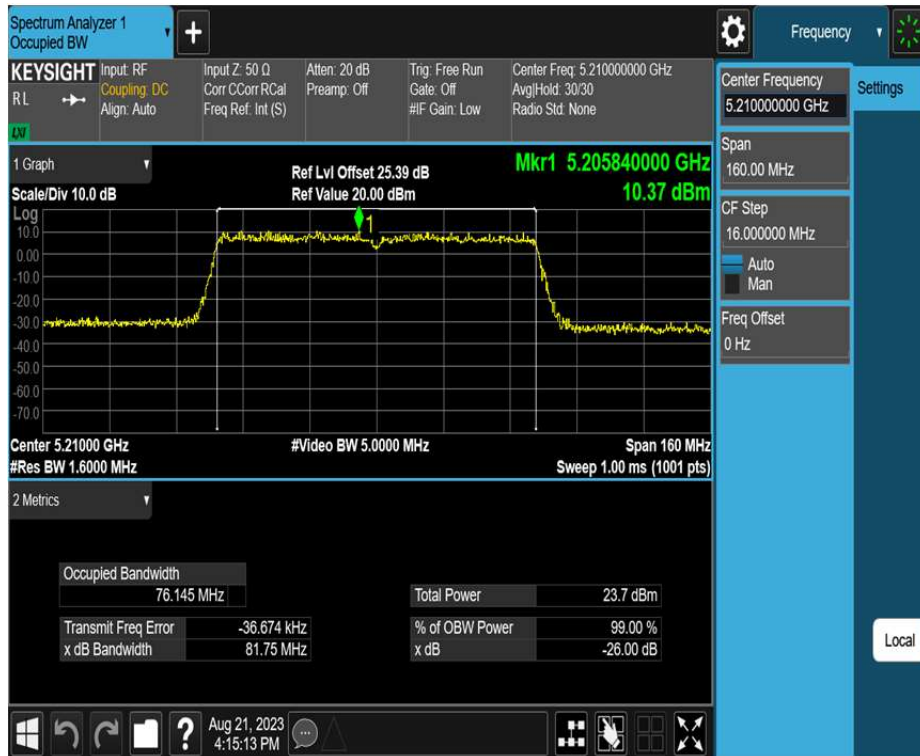 Spectrum Analyzer 1
Occupied BW
+
Frequency
KEYSIGHT
RL
LXI
Input: RF
Coupling: DC
Align: Auto
Input Z: 50 Ω
Corr CCorr RCal
Freq Ref: Int (S)
Atten: 20 dB
Preamp: Off
Trig: Free Run
Gate: Off
#IF Gain: Low
Center Freq: 5.210000000 GHz
Avg|Hold: 30/30
Radio Std: None
Center Frequency
5.210000000 GHz
Settings
Span
160.00 MHz
CF Step
16.000000 MHz
Auto
Man
Freq Offset
0 Hz
1 Graph
Scale/Div 10.0 dB
Ref Lvl Offset 25.39 dB
Ref Value 20.00 dBm
Mkr1 5.205840000 GHz
10.37 dBm
Log
10.0
0.00
-10.0
-20.0
-30.0
-40.0
-50.0
-60.0
-70.0
1
Center 5.21000 GHz
#Video BW 5.0000 MHz
Span 160 MHz
#Res BW 1.6000 MHz
Sweep 1.00 ms (1001 pts)
2 Metrics
Occupied Bandwidth
76.145 MHz
Total Power 23.7 dBm
Transmit Freq Error -36.674 kHz
% of OBW Power 99.00 %
x dB Bandwidth 81.75 MHz
x dB -26.00 dB
Local
?
Aug 21, 2023
4:15:13 PM